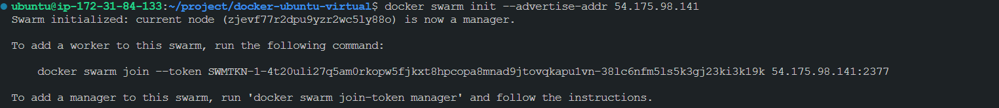 ubuntu@ip-172-31-84-133:~/project/docker-ubuntu-virtual$ docker swarm init --advertise-addr 54.175.98.141
Swarm initialized: current node (zjevf77r2dpu9yzr2wc5ly88o) is now a manager.
To add a worker to this swarm, run the following command:
docker swarm join --token SWMTKN-1-4t20uli27q5am0rkopw5fjkxt8hpcopa8mnad9jtovqkapu1vn-38lc6nfm5ls5k3gj23ki3k19k 54.175.98.141:2377
To add a manager to this swarm, run 'docker swarm join-token manager' and follow the instructions.